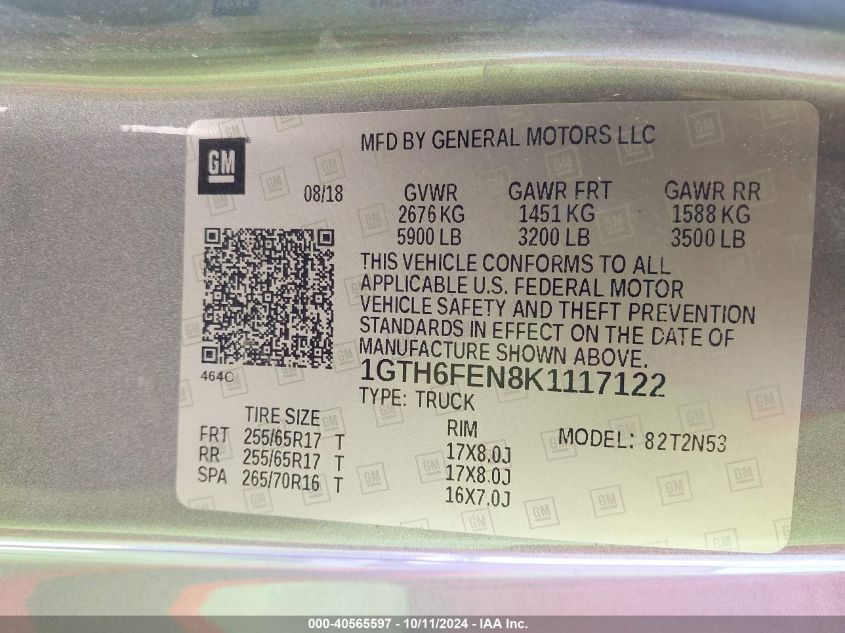 MFD BY GENERAL MOTORS LLC
GM
08/18
GVWR GAWR FRT GAWR RR
2676 KG 1451 KG 1588 KG
5900 LB 3200 LB 3500 LB
THIS VEHICLE CONFORMS TO ALL
APPLICABLE U.S. FEDERAL MOTOR
VEHICLE SAFETY AND THEFT PREVENTION
STANDARDS IN EFFECT ON THE DATE OF
MANUFACTURE SHOWN ABOVE.
464C
1GTH6FEN8K1117122
TYPE: TRUCK
TIRE SIZE RIM MODEL: 82T2N53
FRT 255/65R17 T 17X8.0J
RR 255/65R17 T 17X8.0J
SPA 265/70R16 T 16X7.0J
000-40565597 - 10/11/2024 - IAA Inc.